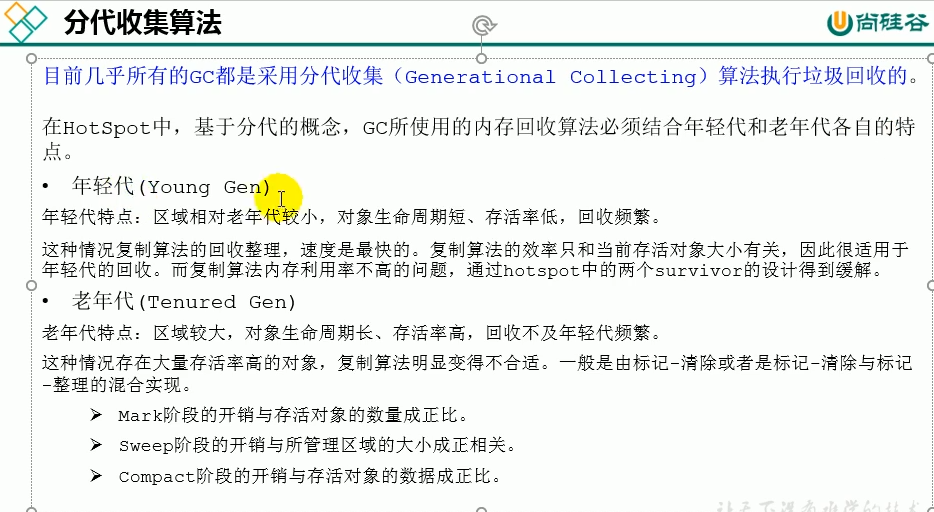 分代收集算法
尚硅谷
目前几乎所有的GC都是采用分代收集（Generational Collecting）算法执行垃圾回收的。
在HotSpot中，基于分代的概念，GC所使用的内存回收算法必须结合年轻代和老年代各自的特
点。
• 年轻代(Young Gen)
年轻代特点：区域相对老年代较小，对象生命周期短、存活率低，回收频繁。
这种情况复制算法的回收整理，速度是最快的。复制算法的效率只和当前存活对象大小有关，因此很适用于
年轻代的回收。而复制算法内存利用率不高的问题，通过hotspot中的两个survivor的设计得到缓解。
• 老年代(Tenured Gen)
老年代特点：区域较大，对象生命周期长、存活率高，回收不及年轻代频繁。
这种情况存在大量存活率高的对象，复制算法明显变得不合适。一般是由标记-清除或者是标记-清除与标记
-整理的混合实现。
➢ Mark阶段的开销与存活对象的数量成正比。
➢ Sweep阶段的开销与所管理区域的大小成正相关。
➢ Compact阶段的开销与存活对象的数据成正比。